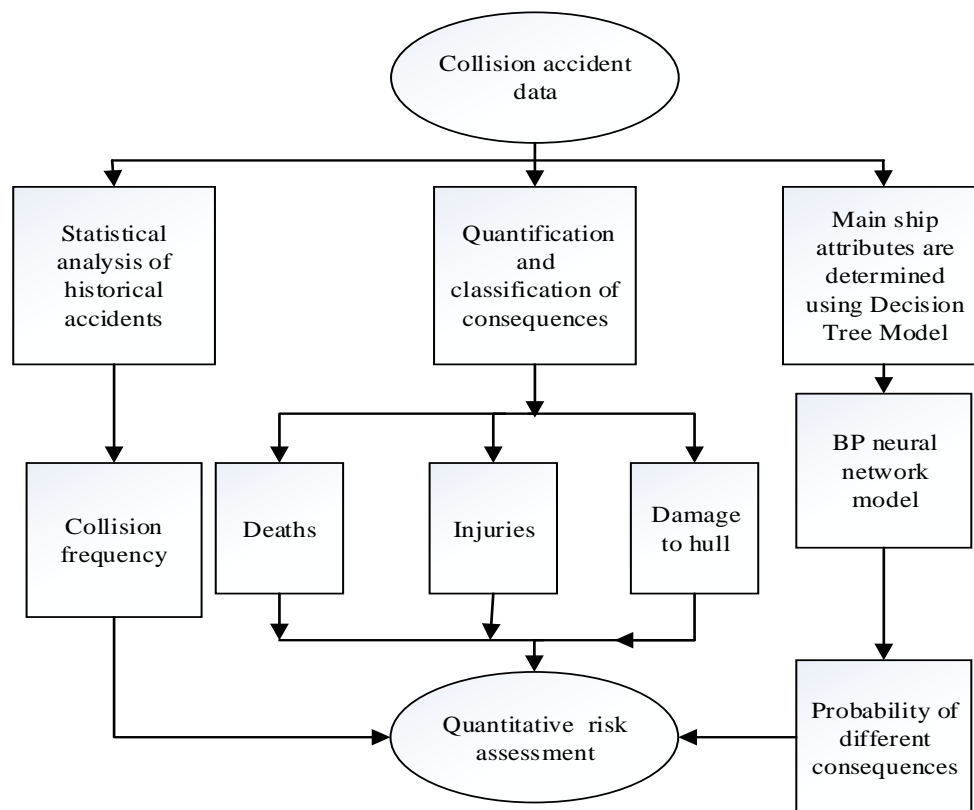 Collision accident
data
Statistical
analysis of
historical
accidents
Quantification
and
classification of
consequences
Main ship
attributes are
determined
using Decision
Tree Model
BP neural
network
model
Collision
frequency
Deaths
Injuries
Damage
to hull
Quantitative risk
assessment
Probability of
different
consequences